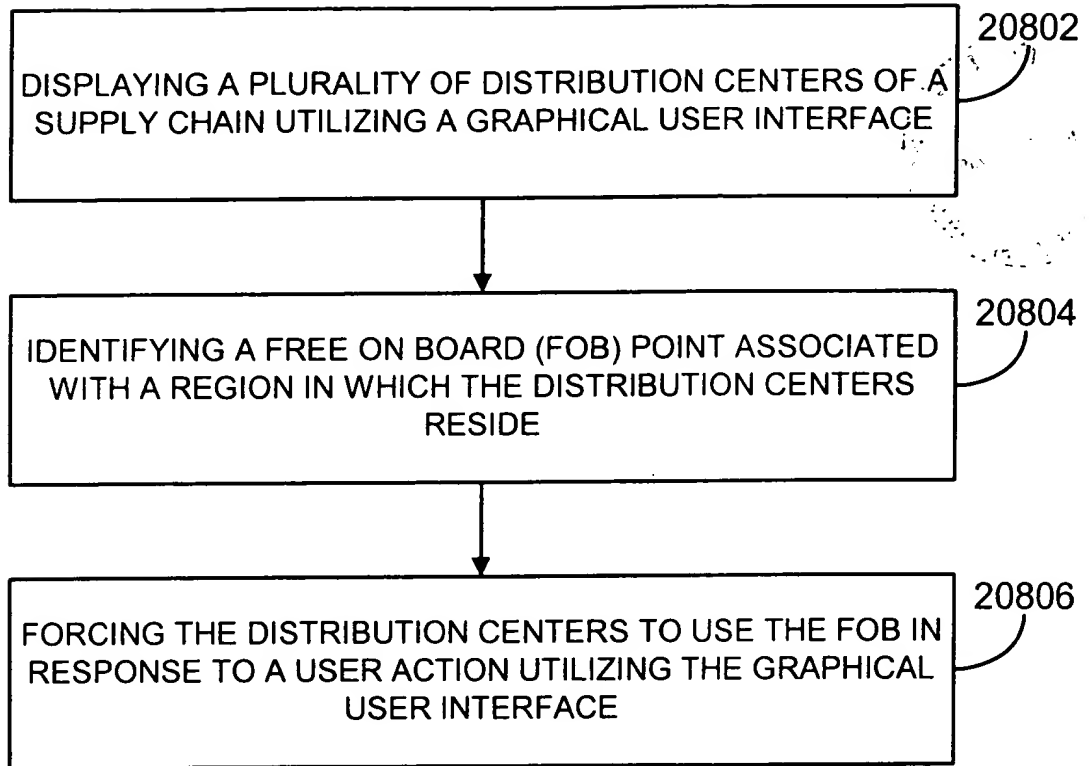 20802
DISPLAYING A PLURALITY OF DISTRIBUTION CENTERS OF A
SUPPLY CHAIN UTILIZING A GRAPHICAL USER INTERFACE
20804
IDENTIFYING A FREE ON BOARD (FOB) POINT ASSOCIATED
WITH A REGION IN WHICH THE DISTRIBUTION CENTERS
RESIDE
20806
FORCING THE DISTRIBUTION CENTERS TO USE THE FOB IN
RESPONSE TO A USER ACTION UTILIZING THE GRAPHICAL
USER INTERFACE